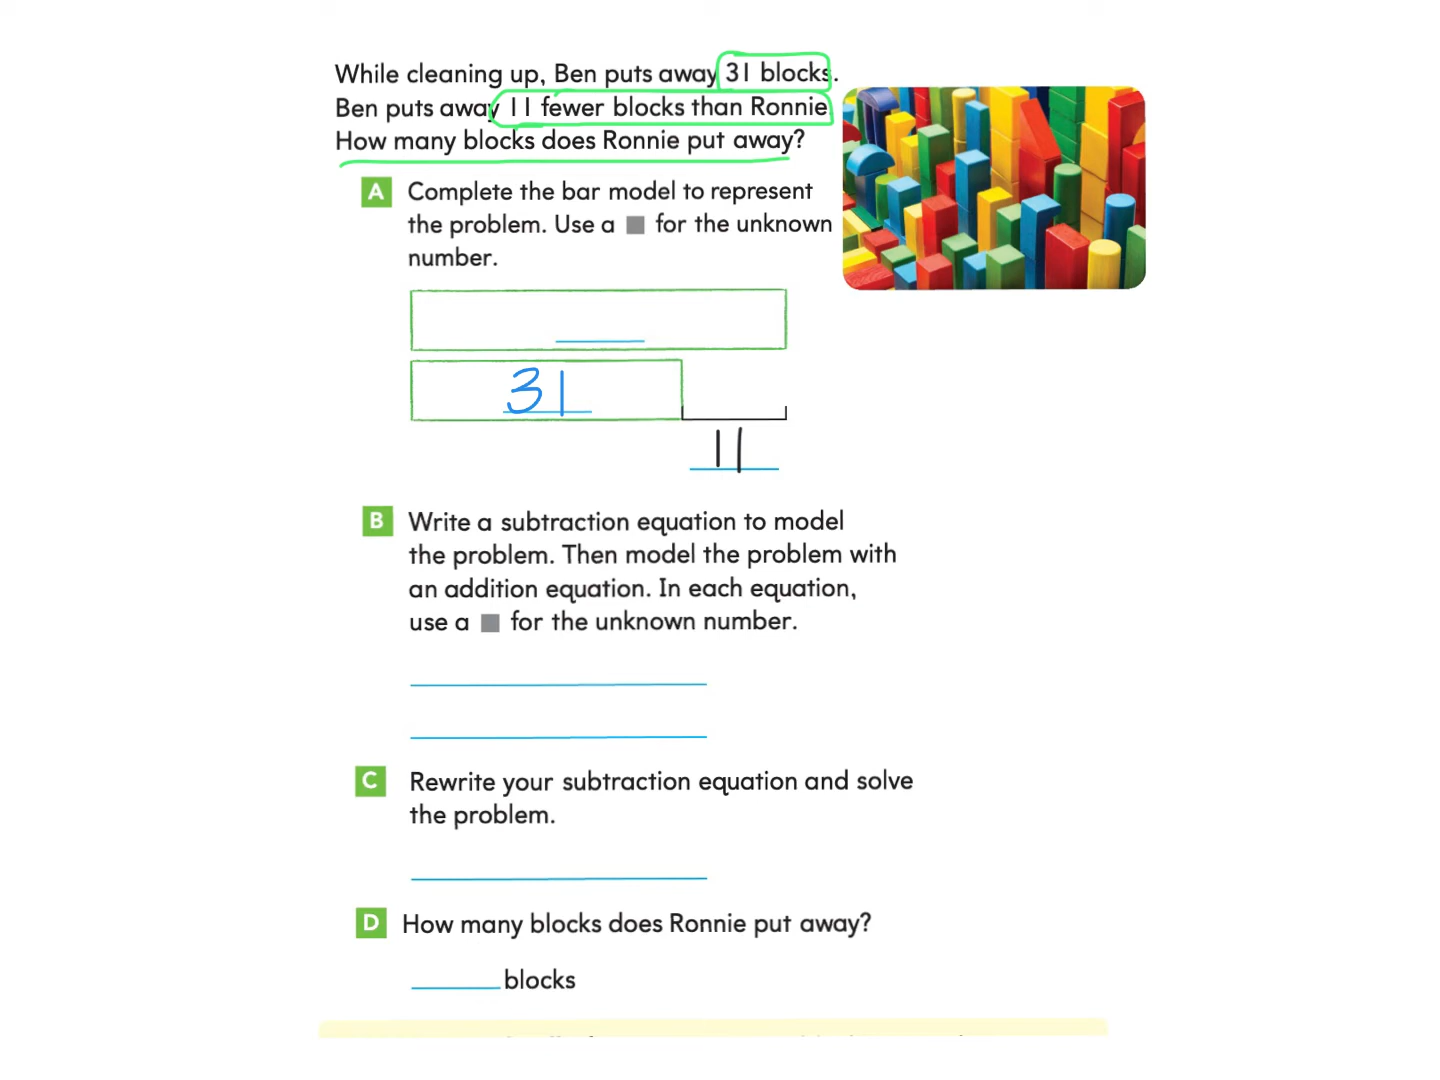 While cleaning up, Ben puts away 31 blocks.
Ben puts away 11 fewer blocks than Ronnie
How many blocks does Ronnie put away?
A Complete the bar model to represent
the problem. Use a ■ for the unknown
number.
31
11
B Write a subtraction equation to model
the problem. Then model the problem with
an addition equation. In each equation,
use a ■ for the unknown number.
C Rewrite your subtraction equation and solve
the problem.
D How many blocks does Ronnie put away?
blocks